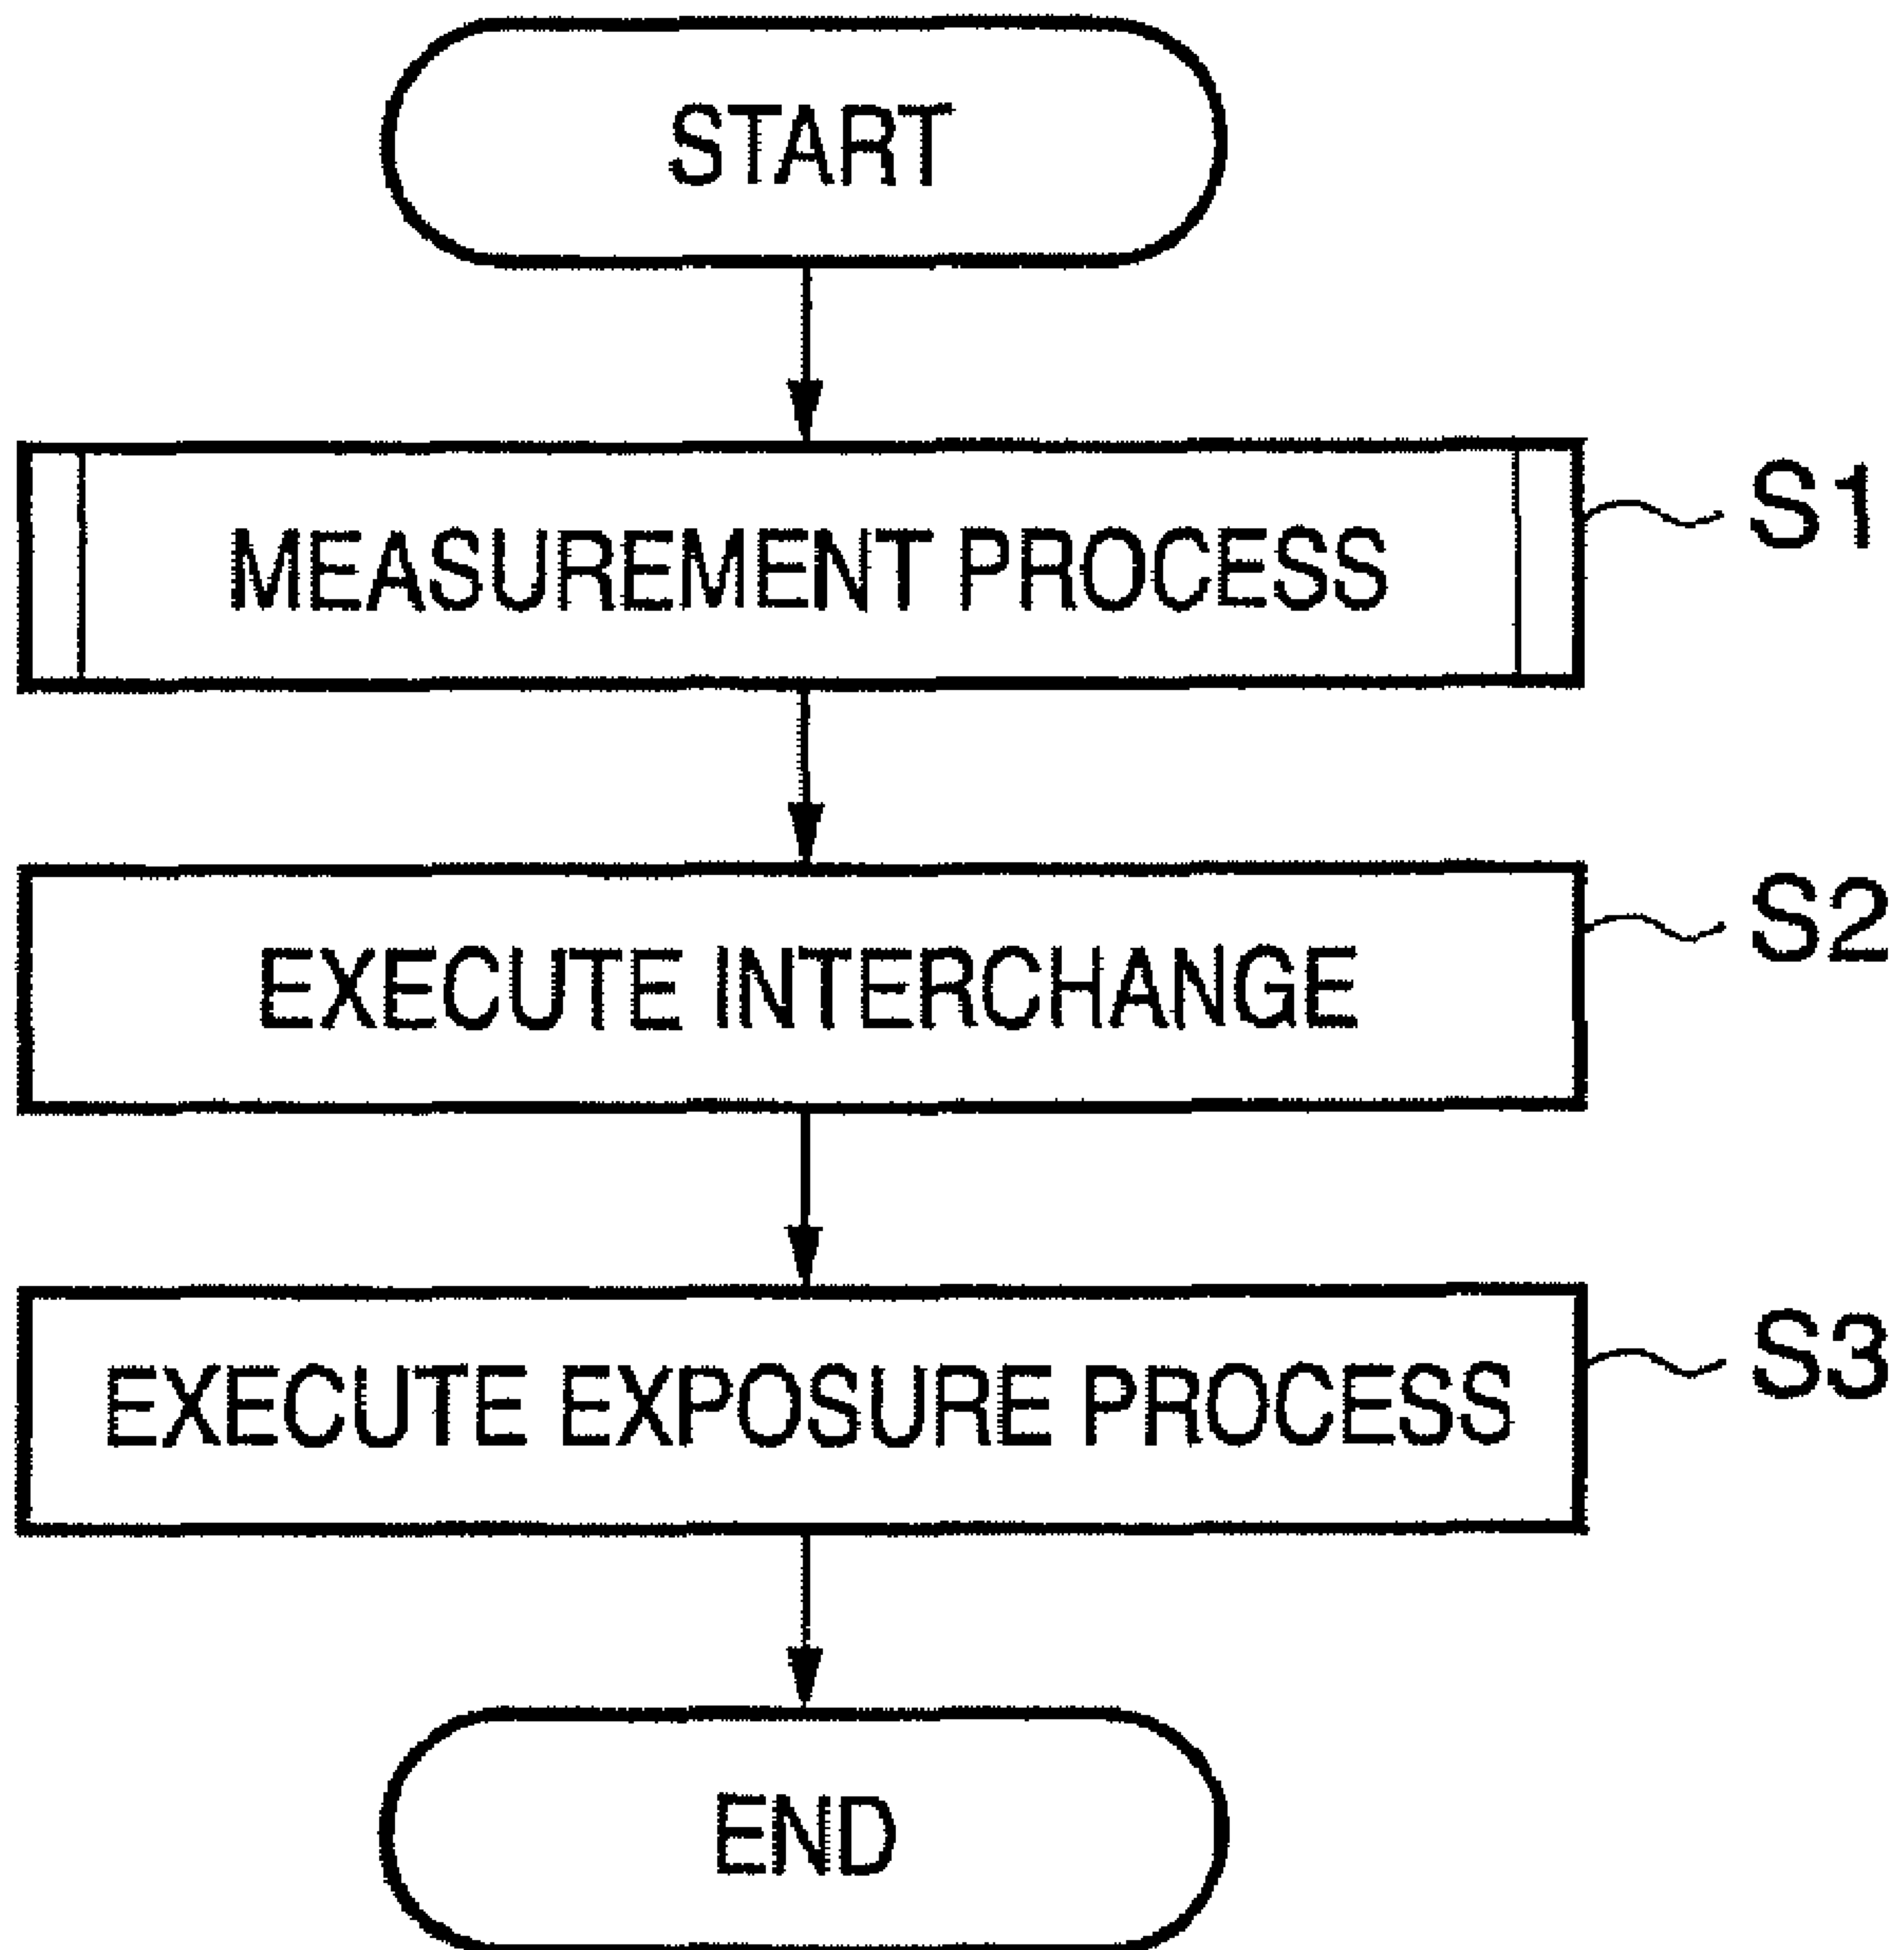 START
MEASUREMENT PROCESS
S1
EXECUTE INTERCHANGE
S2
EXECUTE EXPOSURE PROCESS
S3
END